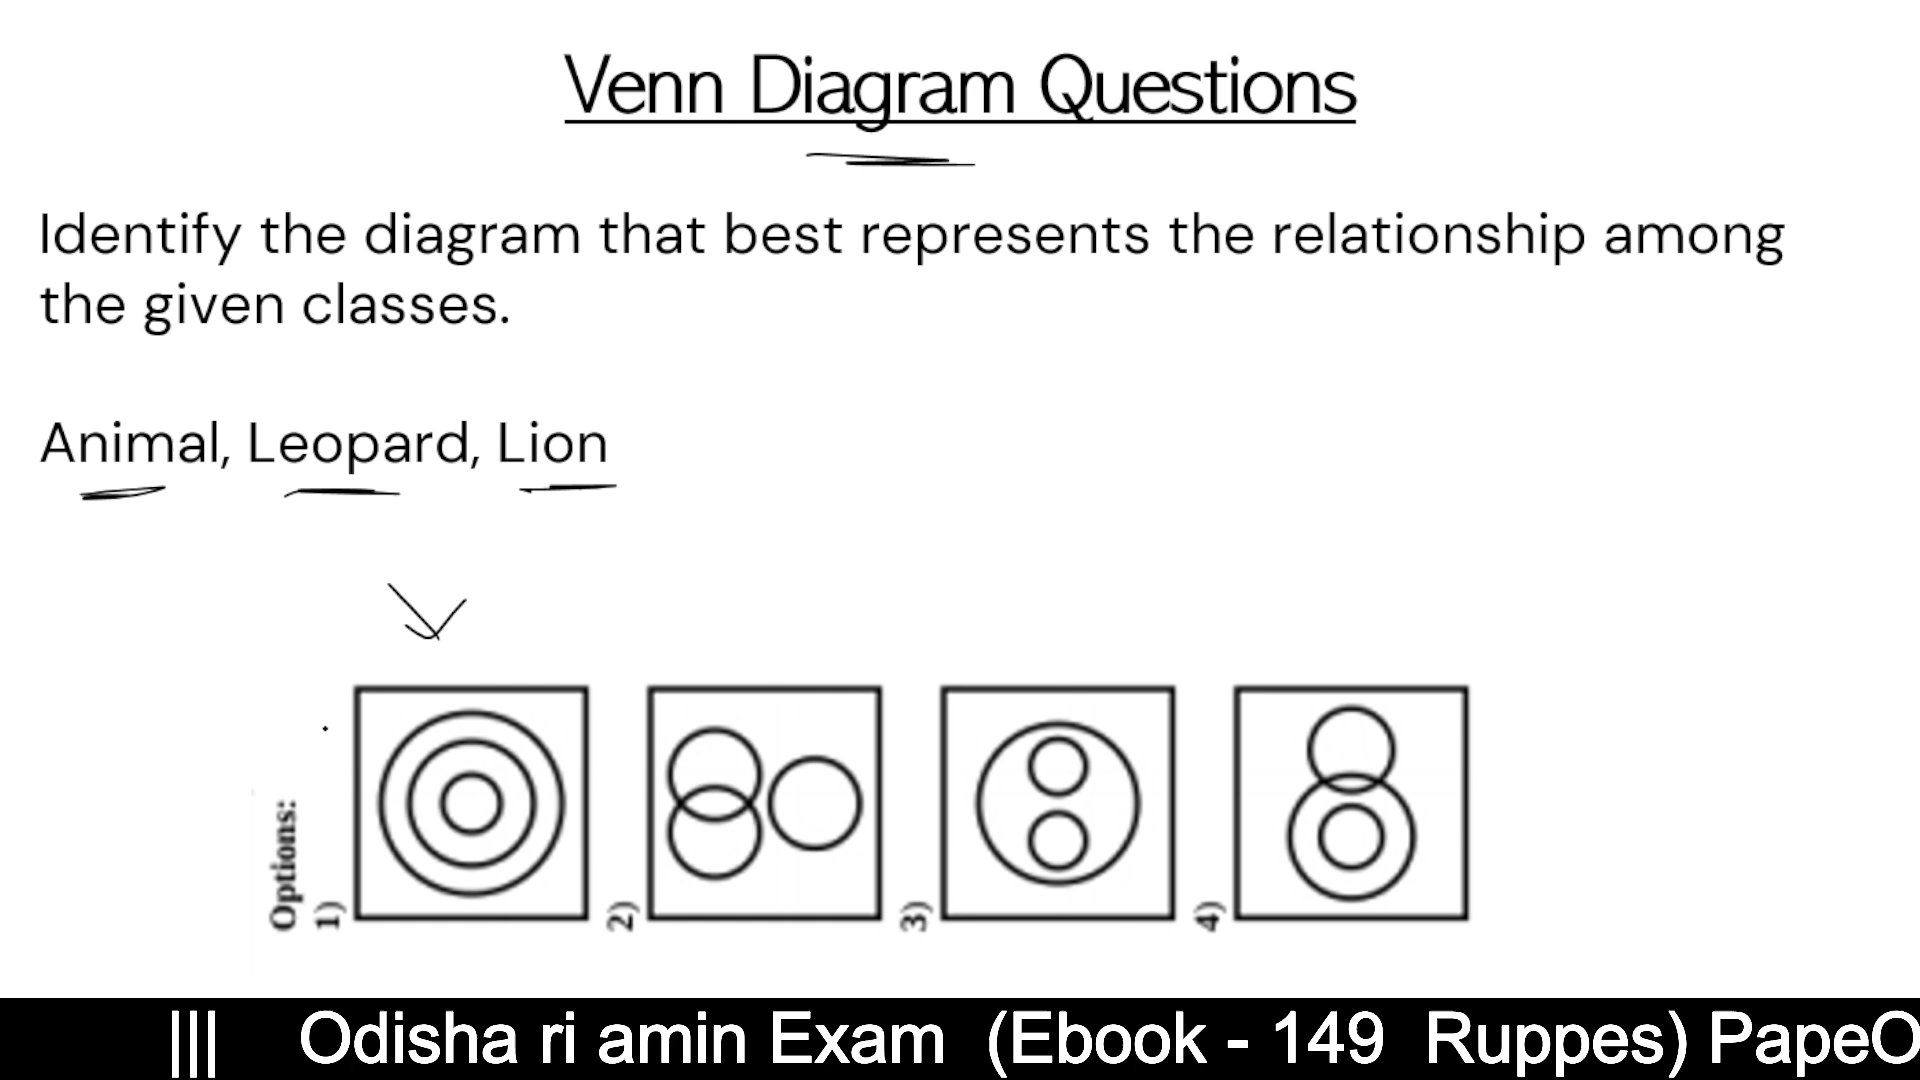 Venn Diagram Questions
Identify the diagram that best represents the relationship among
the given classes.
Animal, Leopard, Lion
Options:
1)
2)
3)
4)
||| Odisha ri amin Exam (Ebook - 149 Ruppes) PapeO